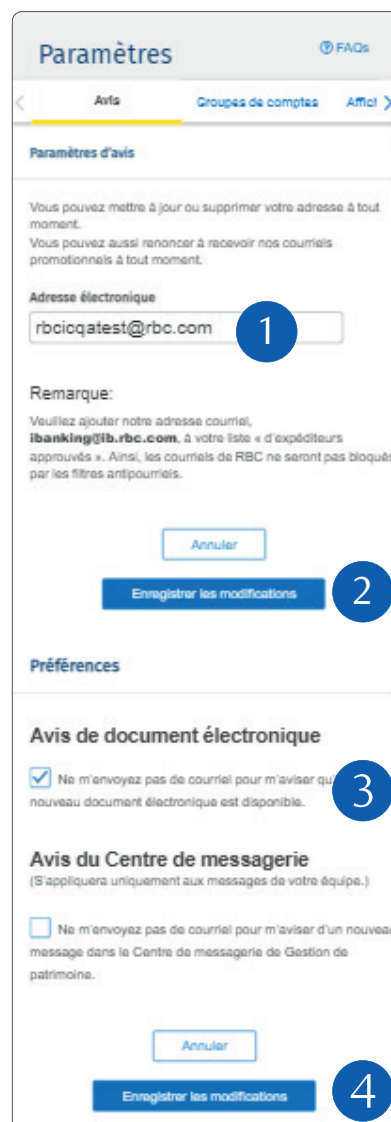 Paramètres
FAQs
Avis Groupes de comptes Affic
Paramètres d'avis
Vous pouvez mettre à jour ou supprimer votre adresse à tout
moment.
Vous pouvez aussi renoncer à recevoir nos courriels
promotionnels à tout moment.
Adresse électronique
rbcicqatest@rbc.com
1
Remarque:
Veuillez ajouter notre adresse courriel,
ibanking@ib.rbc.com, à votre liste « d'expéditeurs
approuvés ». Ainsi, les courriels de RBC ne seront pas bloqués
par les filtres antipourriels.
Annuler
Enregistrer les modifications
2
Préférences
Avis de document électronique
Ne m'envoyez pas de courriel pour m'aviser qu'
3
nouveau document électronique est disponible.
Avis du Centre de messagerie
(S'appliquera uniquement aux messages de votre équipe.)
Ne m'envoyez pas de courriel pour m'aviser d'un nouveau
message dans le Centre de messagerie de Gestion de
patrimoine.
Annuler
Enregistrer les modifications
4